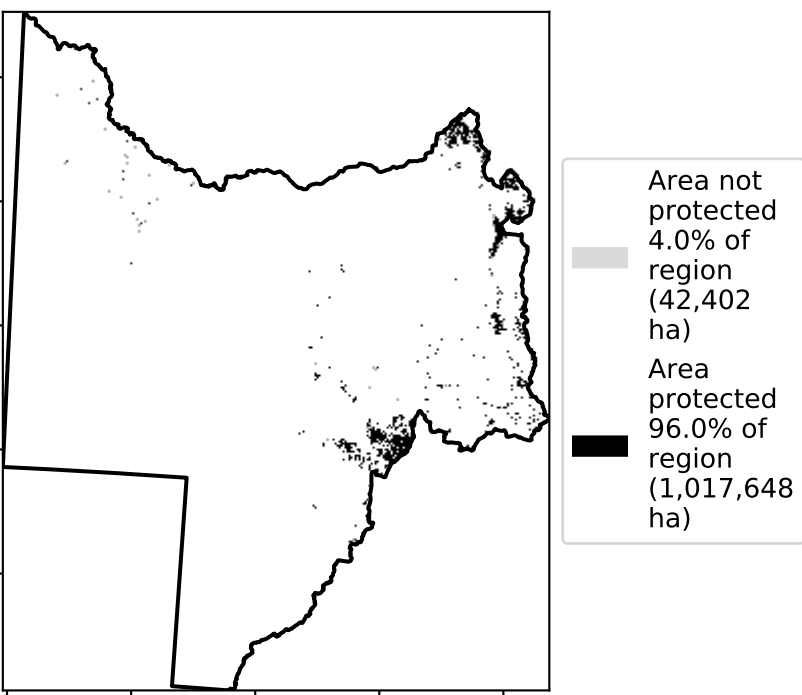 Area not
protected
4.0% of
region
(42,402
ha)
Area
protected
96.0% of
region
(1,017,648
ha)